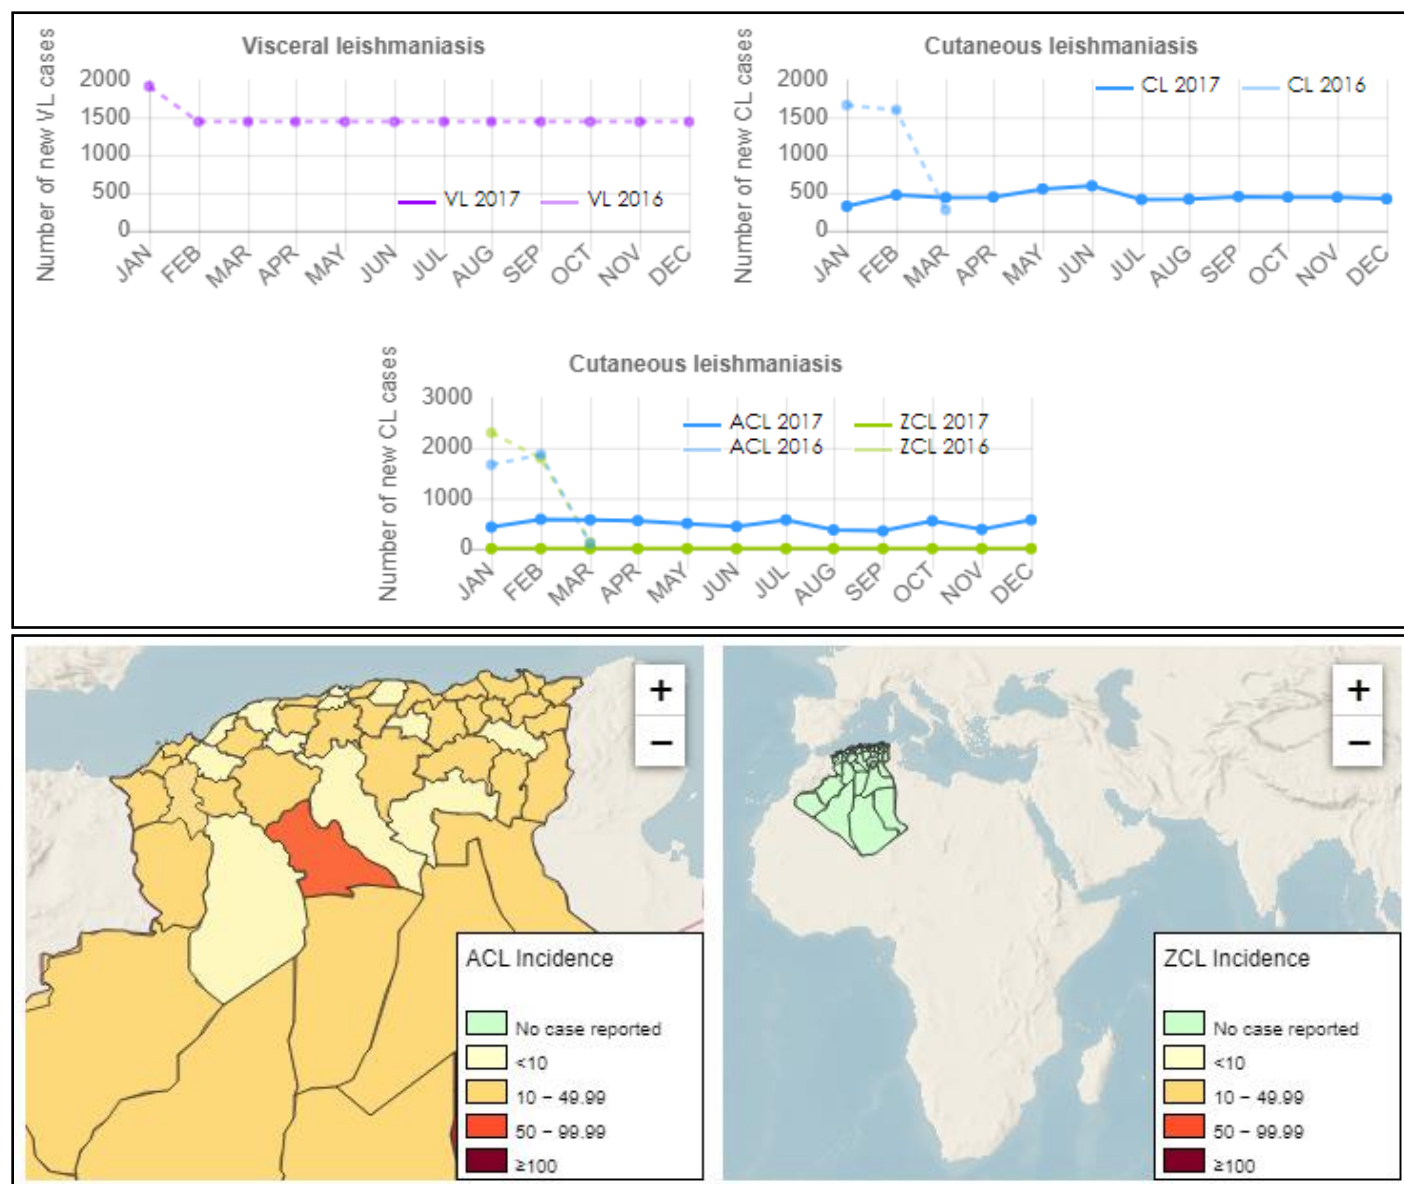 Visceral leishmaniasis
Number of new VL cases
2000
1500
1000
500
0
VL 2017
VL 2016
JAN
FEB
MAR
APR
MAY
JUN
JUL
AUG
SEP
OCT
NOV
DEC
Cutaneous leishmaniasis
Number of new CL cases
2000
1500
1000
500
0
CL 2017
CL 2016
JAN
FEB
MAR
APR
MAY
JUN
JUL
AUG
SEP
OCT
NOV
DEC
Cutaneous leishmaniasis
Number of new CL cases
3000
2000
1000
0
ACL 2017
ZCL 2017
ACL 2016
ZCL 2016
JAN
FEB
MAR
APR
MAY
JUN
JUL
AUG
SEP
OCT
NOV
DEC
+
−
ACL Incidence
No case reported
<10
10 – 49.99
50 – 99.99
≥100
+
−
ZCL Incidence
No case reported
<10
10 – 49.99
50 – 99.99
≥100